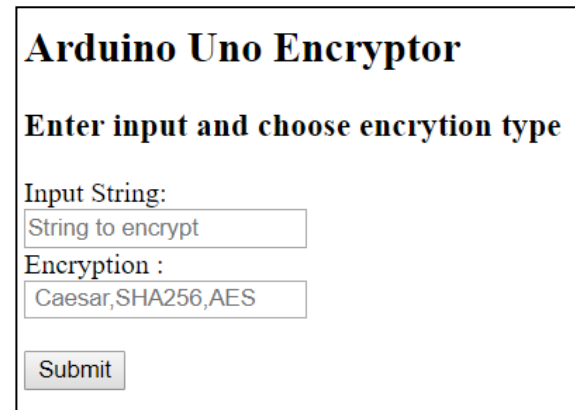 Arduino Uno Encryptor
Enter input and choose encrytion type
Input String:
String to encrypt
Encryption :
Caesar,SHA256,AES
Submit